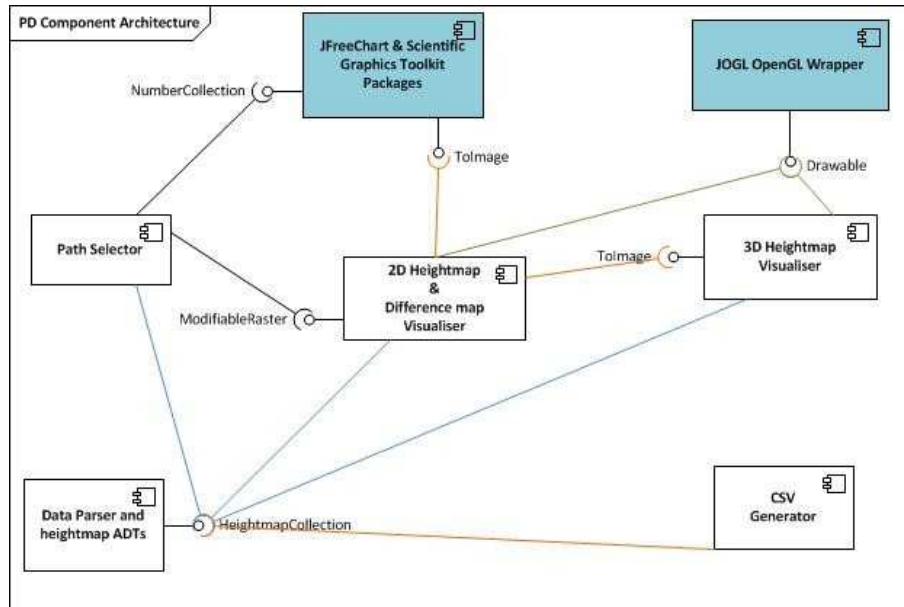 PD Component Architecture
JFreeChart & Scientific
Graphics Toolkit
Packages
JOGL OpenGL Wrapper
NumberCollection
ToImage
Drawable
Path Selector
2D Heightmap
&
Difference map
Visualiser
ToImage
3D Heightmap
Visualiser
ModifiableRaster
Data Parser and
heightmap ADTs
HeightmapCollection
CSV
Generator